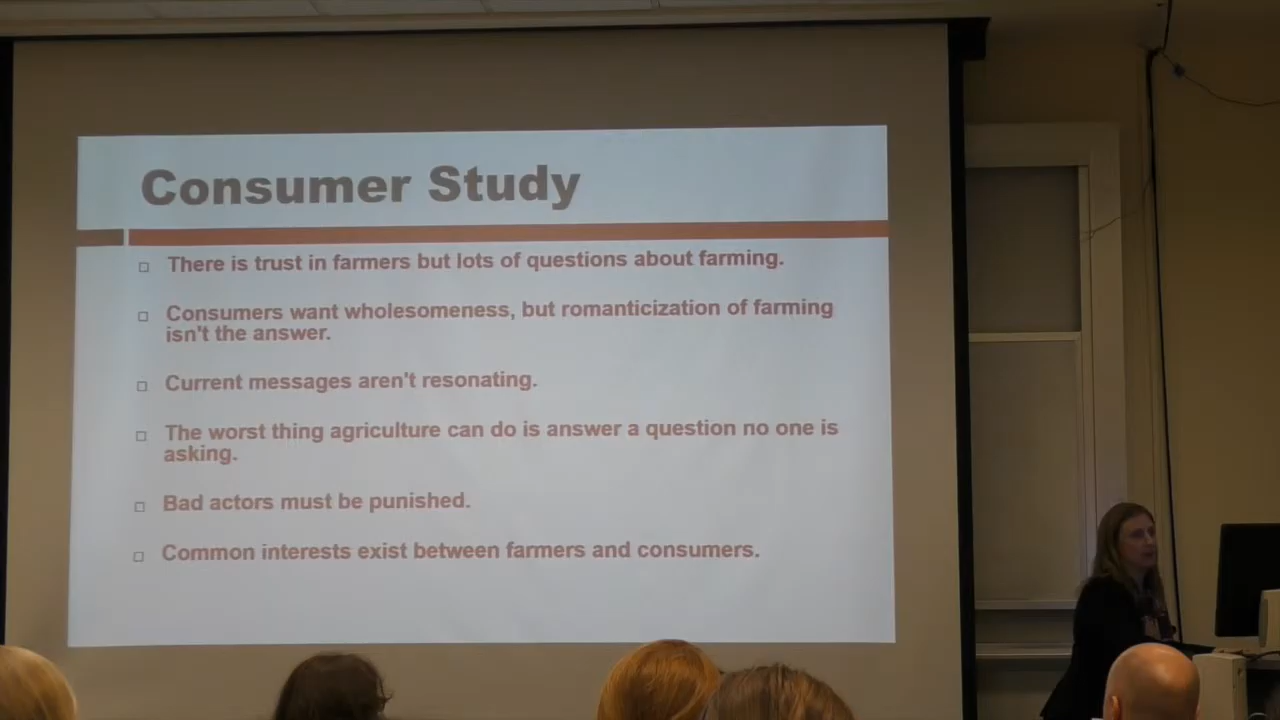 Consumer Study
There is trust in farmers but lots of questions about farming.
Consumers want wholesomeness, but romanticization of farming
isn't the answer.
Current messages aren't resonating.
The worst thing agriculture can do is answer a question no one is
asking.
Bad actors must be punished.
Common interests exist between farmers and consumers.